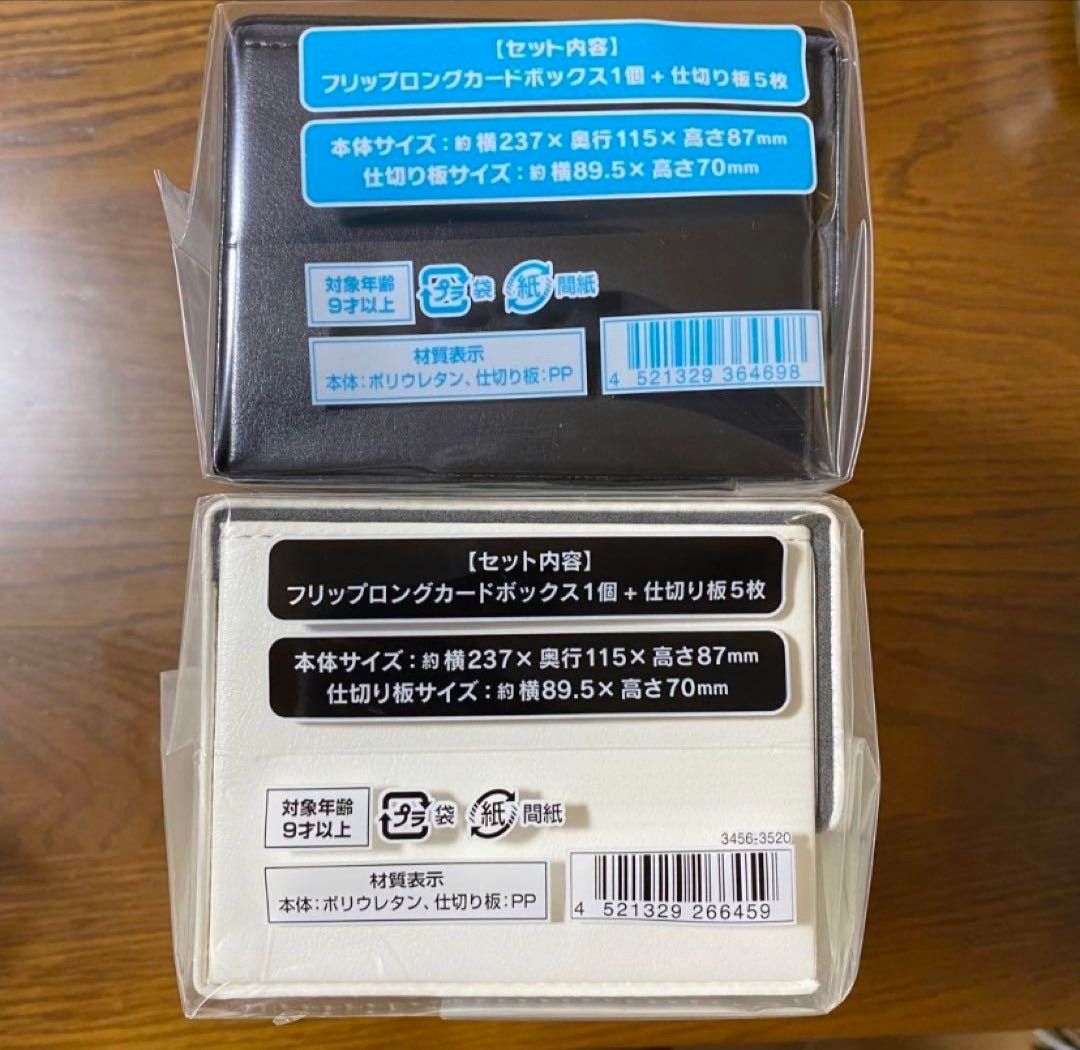 【セット内容】
フリップロングカードボックス1個 + 仕切り板5枚
本体サイズ：約 横237× 奥行115× 高さ87mm
仕切り板サイズ：約 横89.5× 高さ70mm
対象年齢
9才以上
プラ 袋 紙 間紙
材質表示
本体：ポリウレタン、仕切り板：PP
4 521329 364698
【セット内容】
フリップロングカードボックス1個 + 仕切り板5枚
本体サイズ：約 横237× 奥行115× 高さ87mm
仕切り板サイズ：約 横89.5× 高さ70mm
対象年齢
9才以上
プラ 袋 紙 間紙
3456-3520
材質表示
本体：ポリウレタン、仕切り板：PP
4 521329 266459